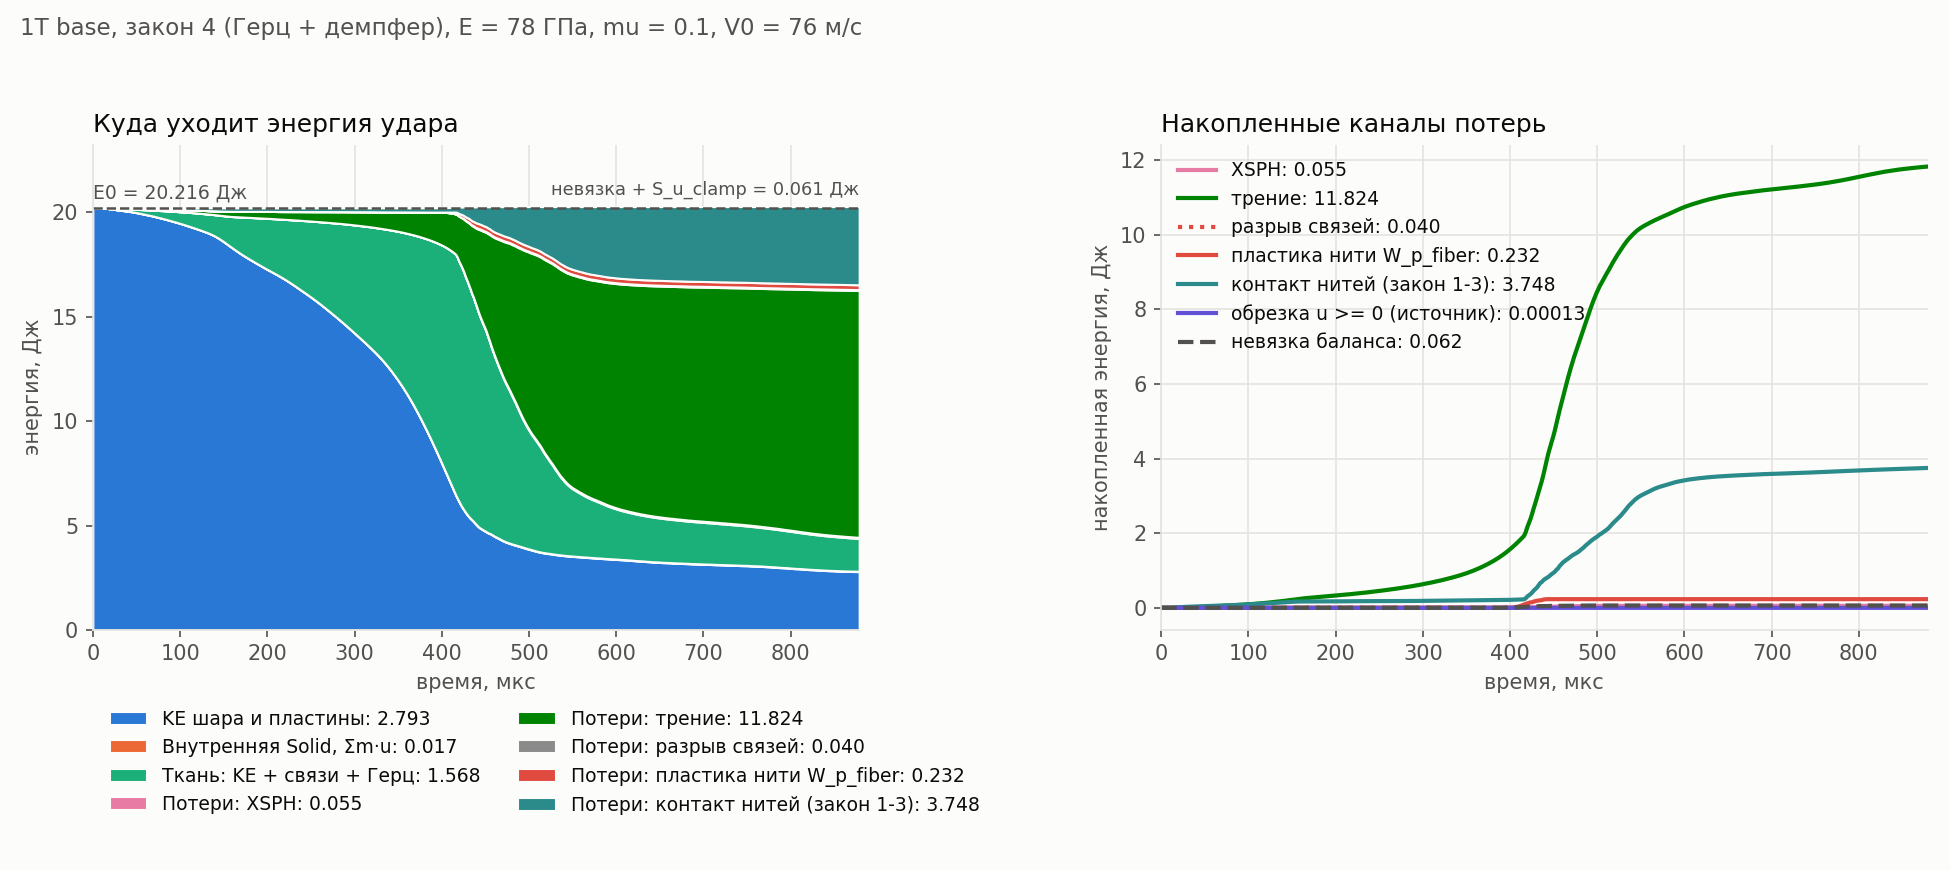 1T base, закон 4 (Герц + демпфер), E = 78 ГПа, mu = 0.1, V0 = 76 м/с
Куда уходит энергия удара
E0 = 20.216 Дж
невязка + S_u_clamp = 0.061 Дж
энергия, Дж
20
15
10
5
0
0 100 200 300 400 500 600 700 800
время, мкс
KE шара и пластины: 2.793
Внутренняя Solid, Σm·u: 0.017
Ткань: KE + связи + Герц: 1.568
Потери: XSPH: 0.055
Потери: трение: 11.824
Потери: разрыв связей: 0.040
Потери: пластика нити W_p_fiber: 0.232
Потери: контакт нитей (закон 1-3): 3.748
Накопленные каналы потерь
накопленная энергия, Дж
12
10
8
6
4
2
0
XSPH: 0.055
трение: 11.824
разрыв связей: 0.040
пластика нити W_p_fiber: 0.232
контакт нитей (закон 1-3): 3.748
обрезка u >= 0 (источник): 0.00013
невязка баланса: 0.062
0 100 200 300 400 500 600 700 800
время, мкс